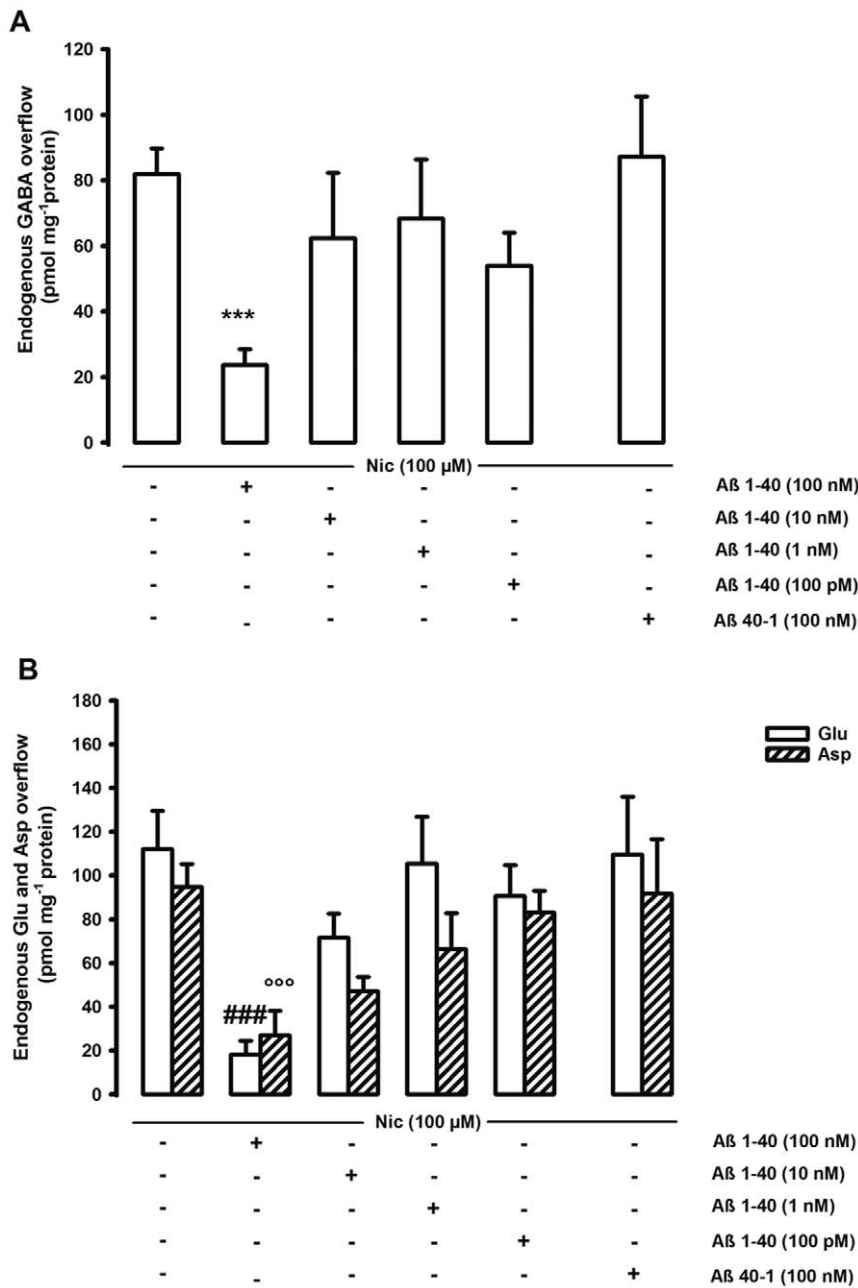 A
Endogenous GABA overflow
(pmol mg⁻¹protein)
120
100
80
60
40
20
0
***
Nic (100 µM)
- + - - - - Aß 1-40 (100 nM)
- - + - - - Aß 1-40 (10 nM)
- - - + - - Aß 1-40 (1 nM)
- - - - + - Aß 1-40 (100 pM)
- - - - - + Aß 40-1 (100 nM)
B
Endogenous Glu and Asp overflow
(pmol mg⁻¹ protein)
180
160
140
120
100
80
60
40
20
0
Glu
Asp
### °°°
Nic (100 µM)
- + - - - - Aß 1-40 (100 nM)
- - + - - - Aß 1-40 (10 nM)
- - - + - - Aß 1-40 (1 nM)
- - - - + - Aß 1-40 (100 pM)
- - - - - + Aß 40-1 (100 nM)